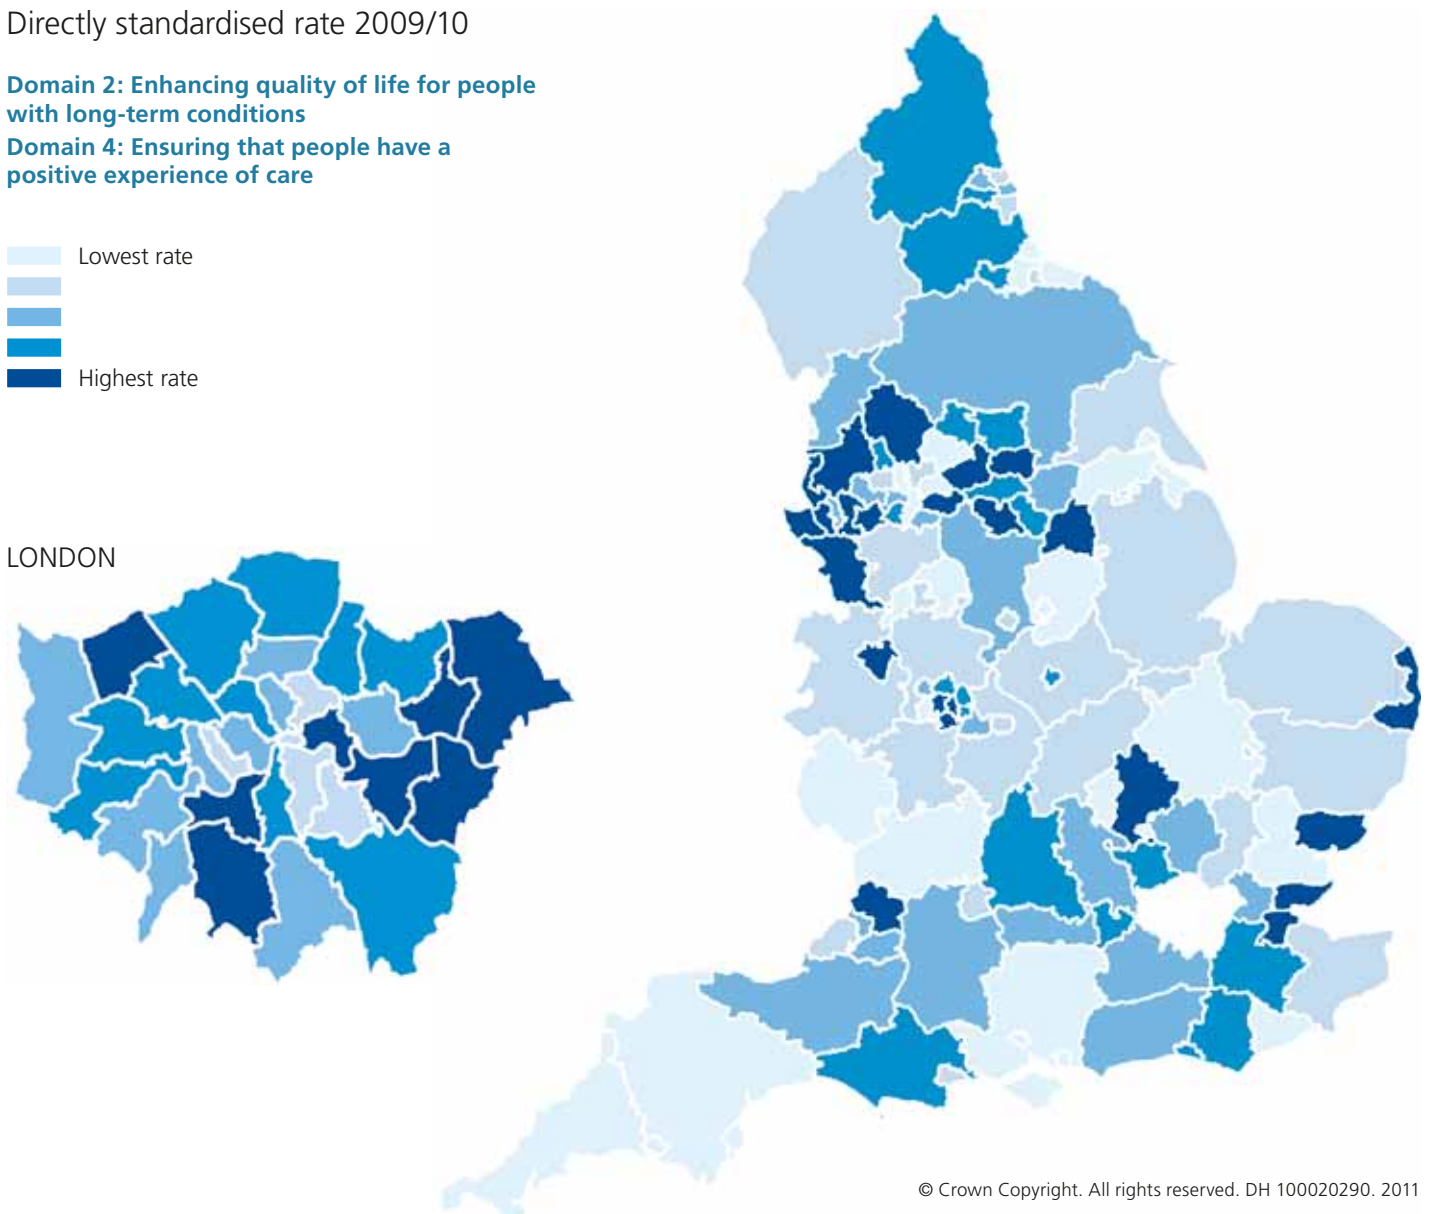 Directly standardised rate 2009/10
Domain 2: Enhancing quality of life for people
with long-term conditions
Domain 4: Ensuring that people have a
positive experience of care
Lowest rate
Highest rate
LONDON
© Crown Copyright. All rights reserved. DH 100020290. 2011